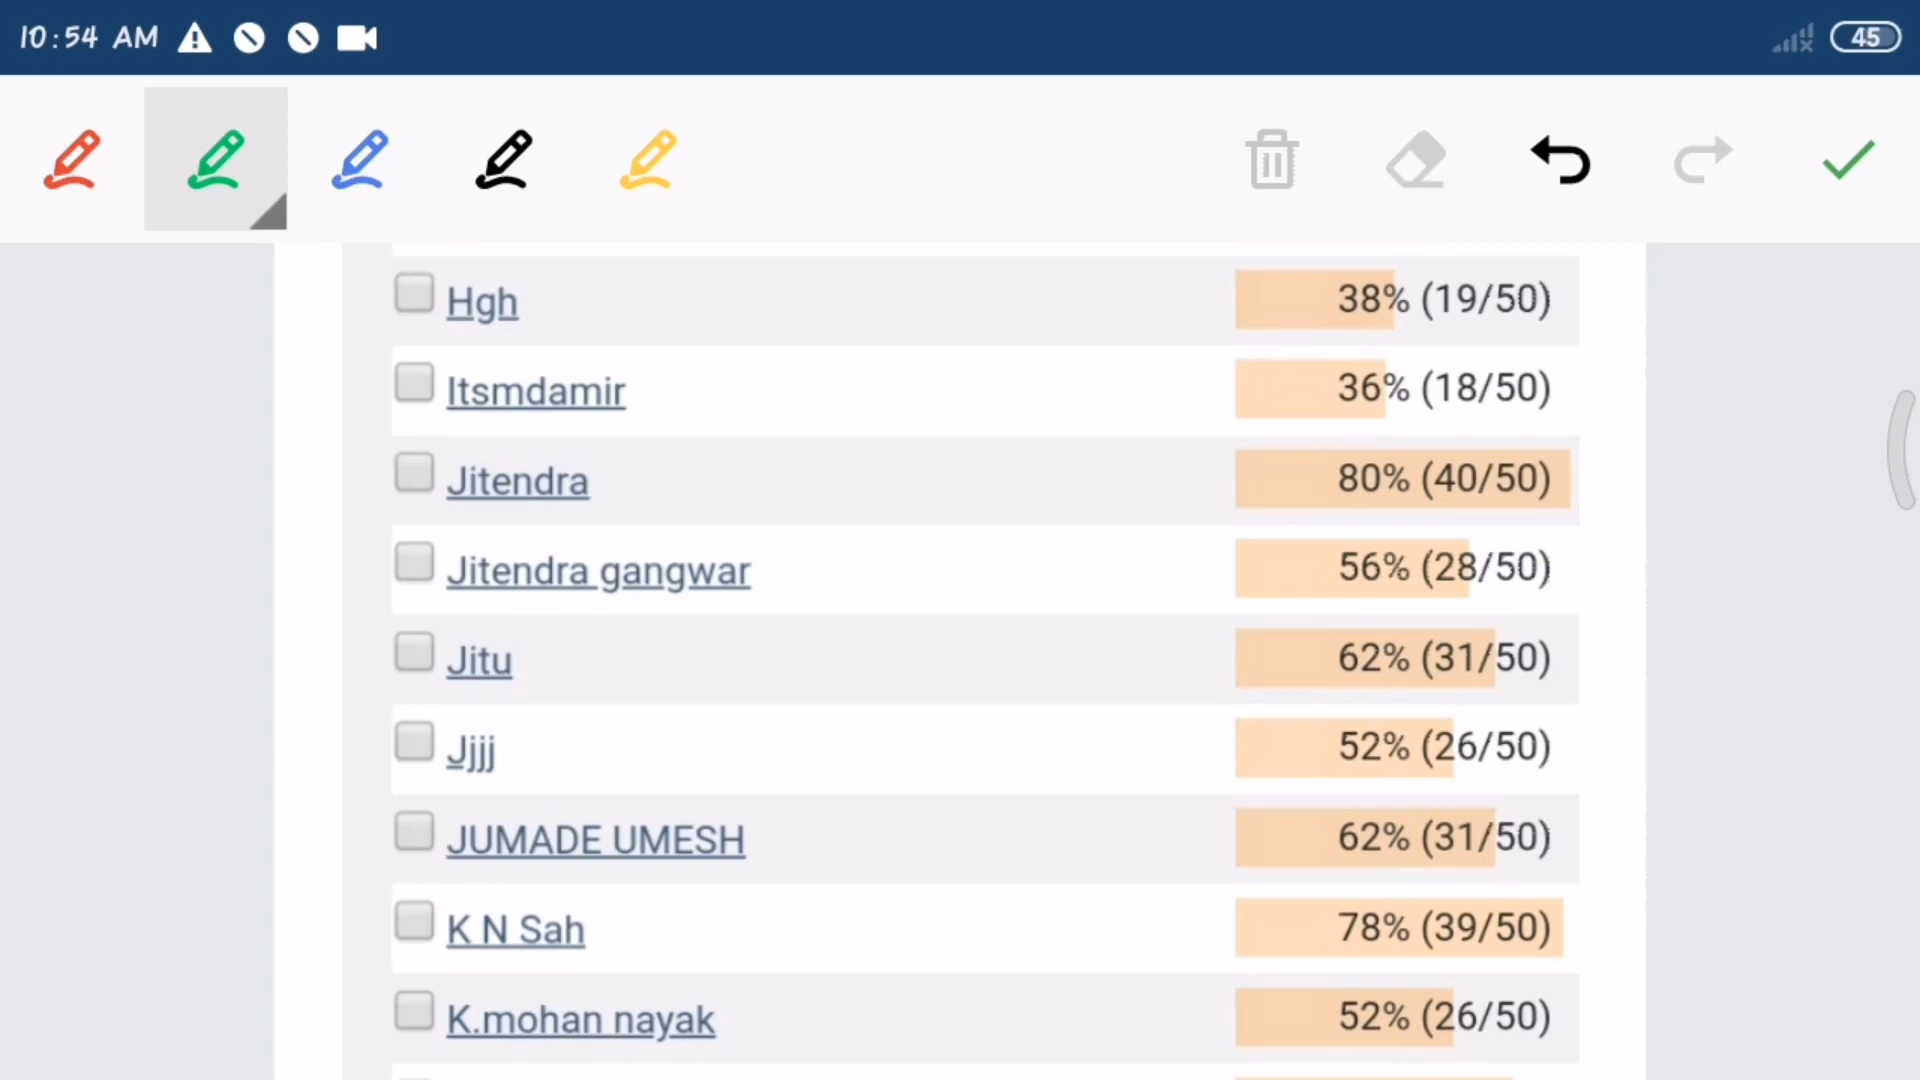 10:54 AM 45
Hgh 38% (19/50)
Itsmdamir 36% (18/50)
Jitendra 80% (40/50)
Jitendra gangwar 56% (28/50)
Jitu 62% (31/50)
Jjjj 52% (26/50)
JUMADE UMESH 62% (31/50)
K N Sah 78% (39/50)
K.mohan nayak 52% (26/50)